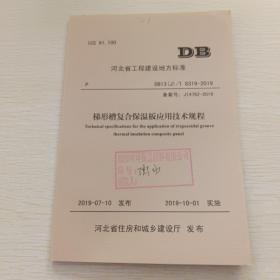 ICS 91.100
DB
河北省工程建设地方标准
P
DB13(J)/T 8319-2019
备案号：J14762-2019
梯形槽复合保温板应用技术规程
Technical specifications for the application of trapezoidal groove
thermal insulation composite panel
2019-07-10 发布
2019-10-01 实施
河北省住房和城乡建设厅 发布